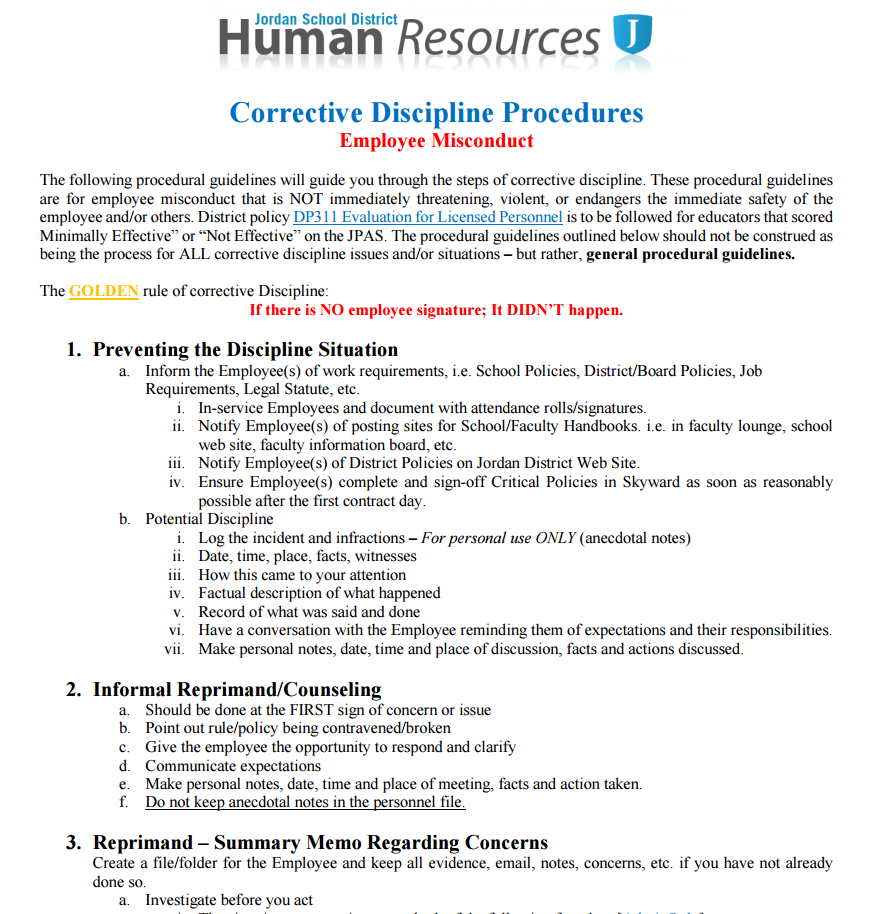 Jordan School District
Human Resources J
Corrective Discipline Procedures
Employee Misconduct
The following procedural guidelines will guide you through the steps of corrective discipline. These procedural guidelines
are for employee misconduct that is NOT immediately threatening, violent, or endangers the immediate safety of the
employee and/or others. District policy DP311 Evaluation for Licensed Personnel is to be followed for educators that scored
Minimally Effective” or “Not Effective” on the JPAS. The procedural guidelines outlined below should not be construed as
being the process for ALL corrective discipline issues and/or situations – but rather, general procedural guidelines.
The GOLDEN rule of corrective Discipline:
If there is NO employee signature; It DIDN’T happen.
1. Preventing the Discipline Situation
a. Inform the Employee(s) of work requirements, i.e. School Policies, District/Board Policies, Job
Requirements, Legal Statute, etc.
i. In-service Employees and document with attendance rolls/signatures.
ii. Notify Employee(s) of posting sites for School/Faculty Handbooks. i.e. in faculty lounge, school
web site, faculty information board, etc.
iii. Notify Employee(s) of District Policies on Jordan District Web Site.
iv. Ensure Employee(s) complete and sign-off Critical Policies in Skyward as soon as reasonably
possible after the first contract day.
b. Potential Discipline
i. Log the incident and infractions – For personal use ONLY (anecdotal notes)
ii. Date, time, place, facts, witnesses
iii. How this came to your attention
iv. Factual description of what happened
v. Record of what was said and done
vi. Have a conversation with the Employee reminding them of expectations and their responsibilities.
vii. Make personal notes, date, time and place of discussion, facts and actions discussed.
2. Informal Reprimand/Counseling
a. Should be done at the FIRST sign of concern or issue
b. Point out rule/policy being contravened/broken
c. Give the employee the opportunity to respond and clarify
d. Communicate expectations
e. Make personal notes, date, time and place of meeting, facts and action taken.
f. Do not keep anecdotal notes in the personnel file.
3. Reprimand – Summary Memo Regarding Concerns
Create a file/folder for the Employee and keep all evidence, email, notes, concerns, etc. if you have not already
done so.
a. Investigate before you act